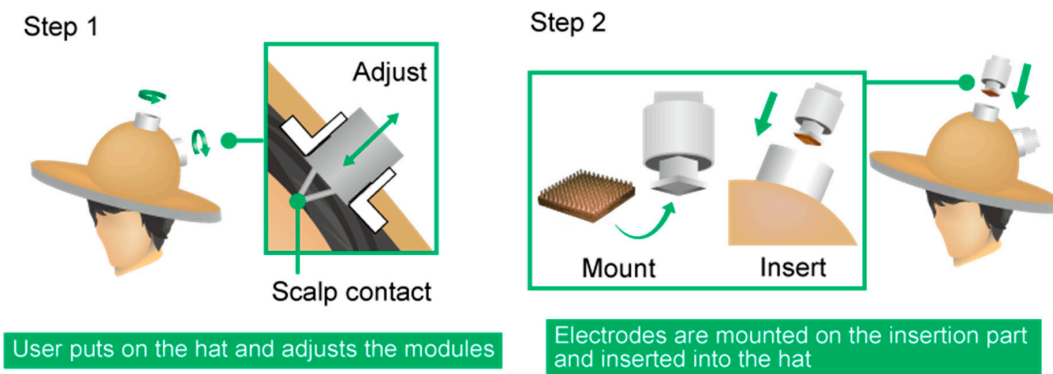 Step 1
Adjust
Scalp contact
User puts on the hat and adjusts the modules
Step 2
Mount
Insert
Electrodes are mounted on the insertion part
and inserted into the hat